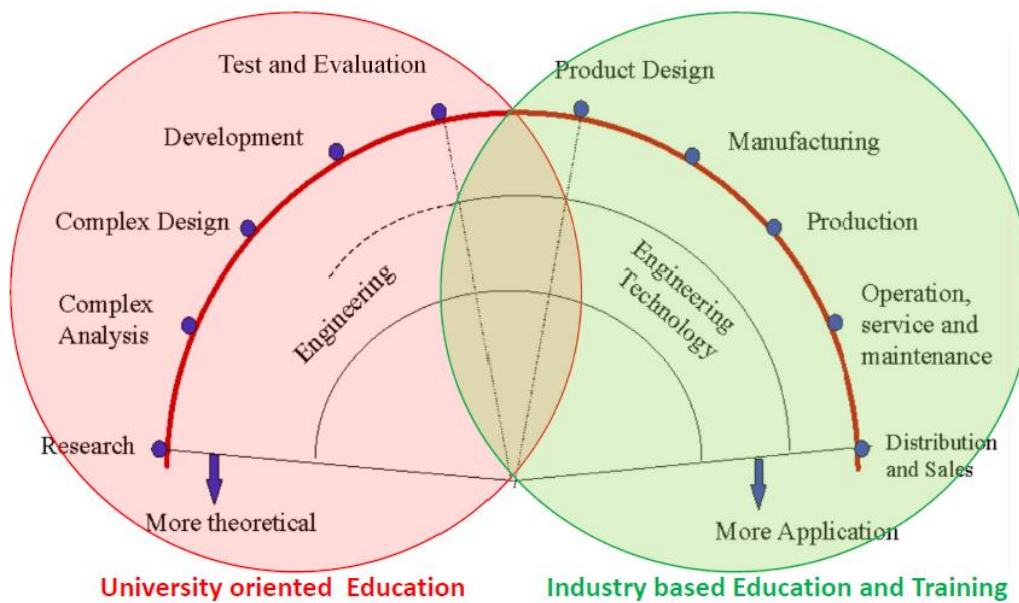 Test and Evaluation
Product Design
Development
Manufacturing
Complex Design
Production
Engineering
Engineering
Technology
Complex
Analysis
Operation,
service and
maintenance
Research
Distribution
and Sales
More theoretical
More Application
University oriented Education
Industry based Education and Training